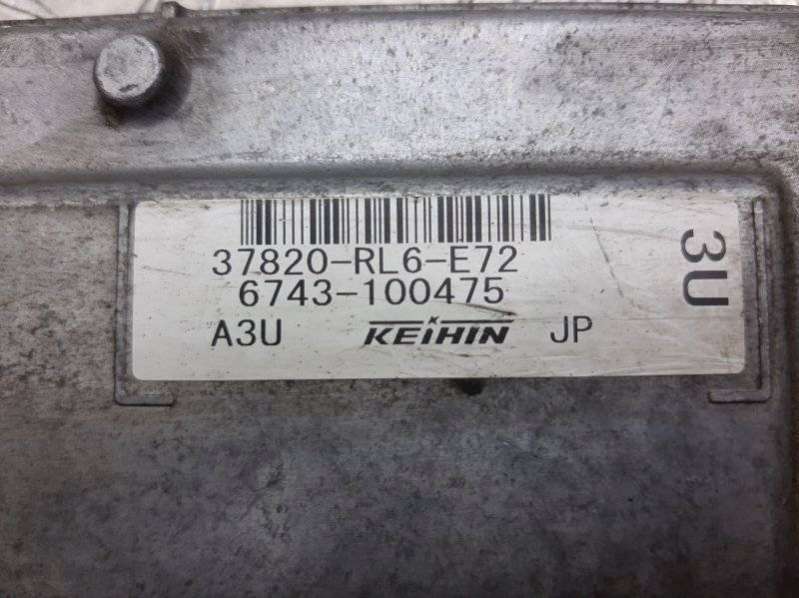 37820-RL6-E72
6743-100475
A3U KEIHIN JP
3U